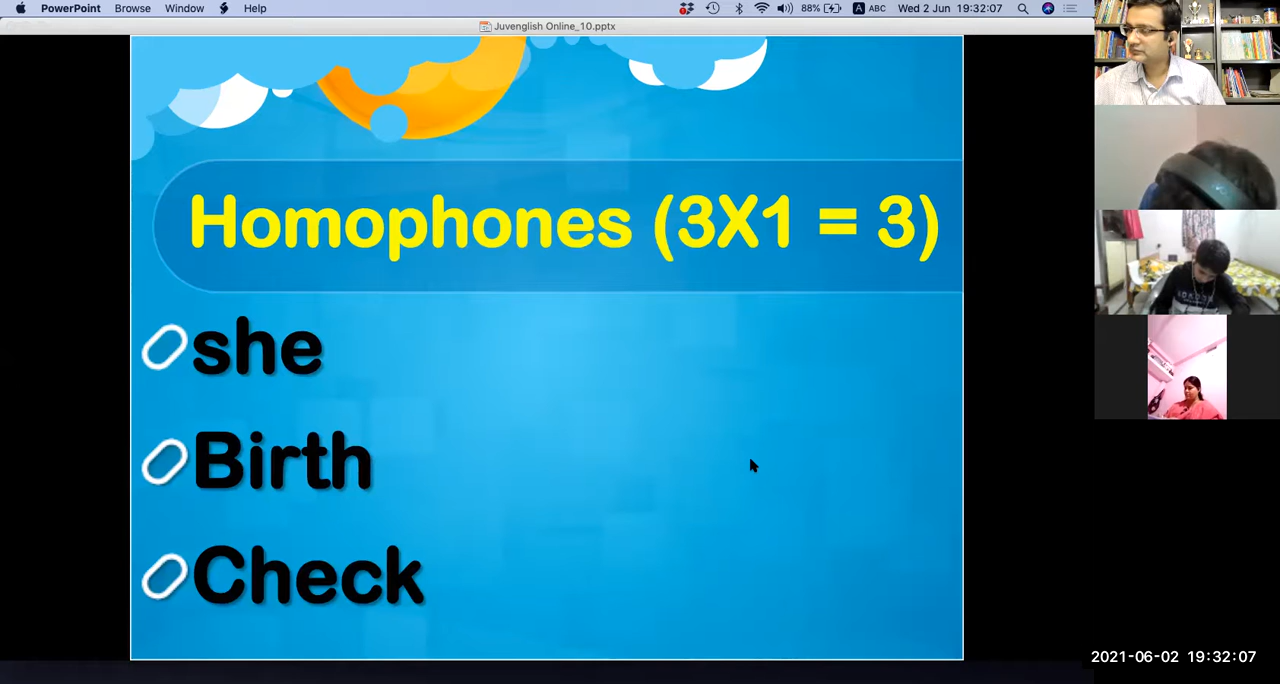 PowerPoint Browse Window Help 88% A ABC Wed 2 Jun 19:32:07
Juvenglish Online_10.pptx
Homophones (3X1 = 3)
she
Birth
Check
2021-06-02 19:32:07